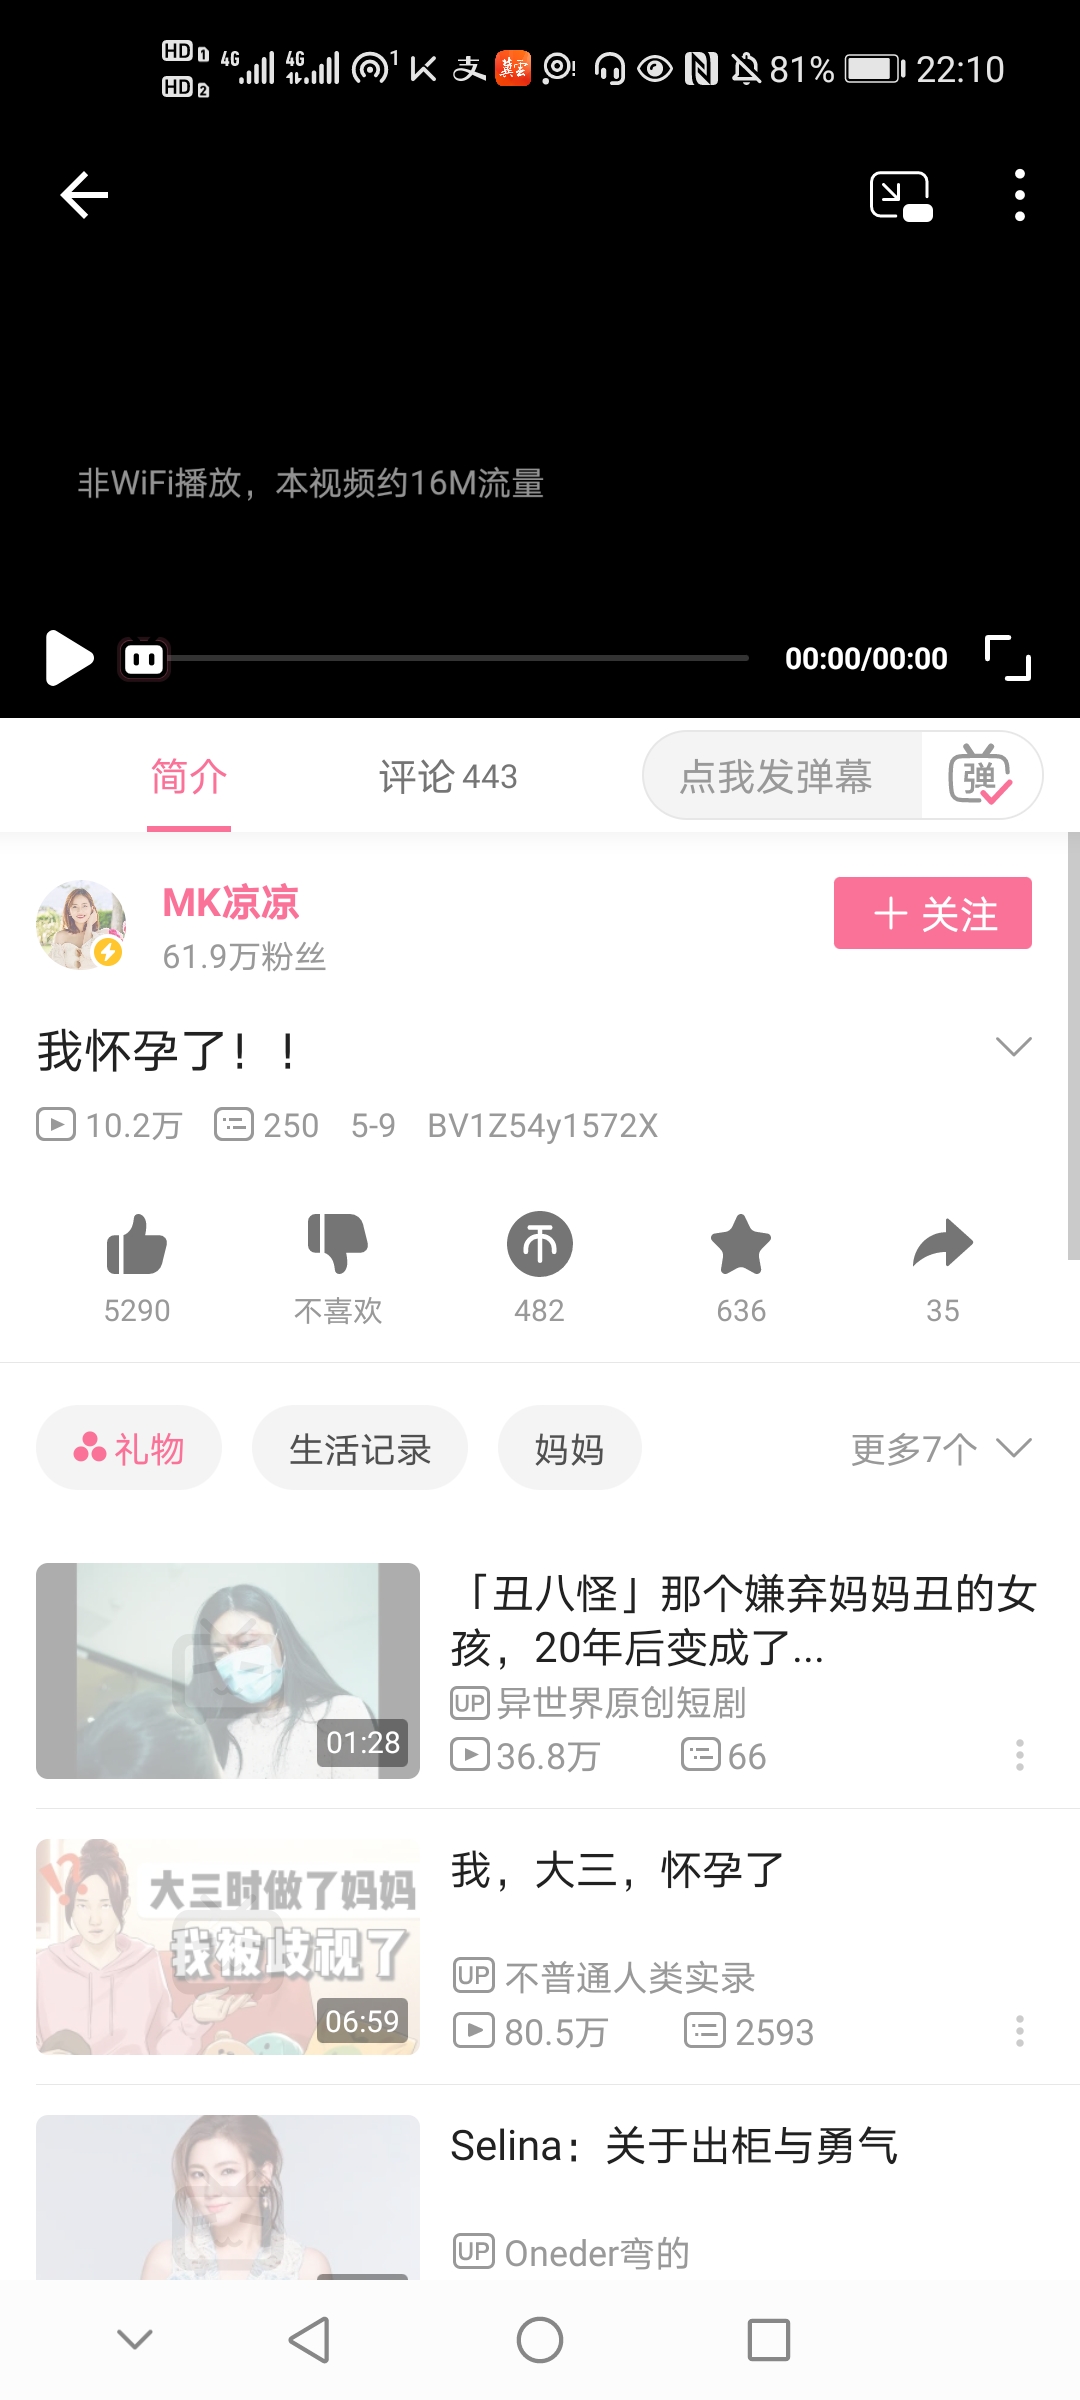 HD 1 4G 4G 1 支 冀雲 81% 22:10
HD 2
非WiFi播放，本视频约16M流量
00:00/00:00
简介 评论 443 点我发弹幕 弹
MK凉凉
61.9万粉丝
+ 关注
我怀孕了！！
10.2万 250 5-9 BV1Z54y1572X
5290 不喜欢 482 636 35
礼物 生活记录 妈妈 更多7个
「丑八怪」那个嫌弃妈妈丑的女
孩，20年后变成了...
UP 异世界原创短剧
36.8万 66
01:28
我，大三，怀孕了
大三时做了妈妈
我被歧视了
06:59
UP 不普通人类实录
80.5万 2593
Selina：关于出柜与勇气
UP Oneder弯的